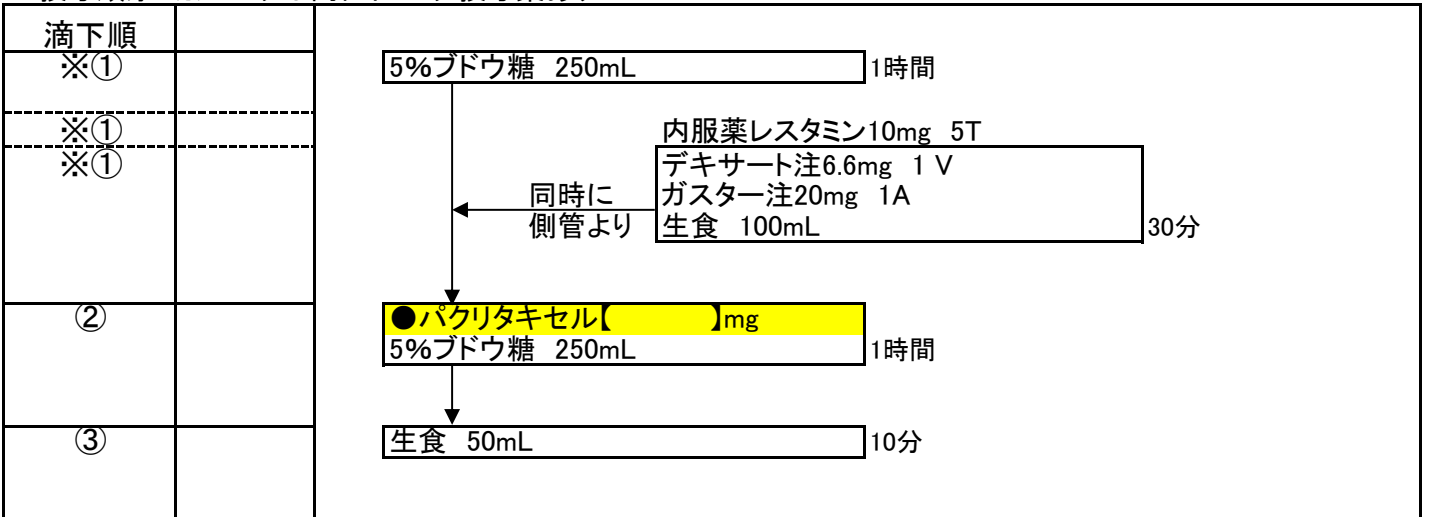 滴下順
※① 5%ブドウ糖 250mL 1時間
※① 内服薬レスタミン10mg 5T
※① デキサート注6.6mg 1 V
同時に ガスター注20mg 1A
側管より 生食 100mL 30分
② ●パクリタキセル【 】mg
5%ブドウ糖 250mL 1時間
③ 生食 50mL 10分